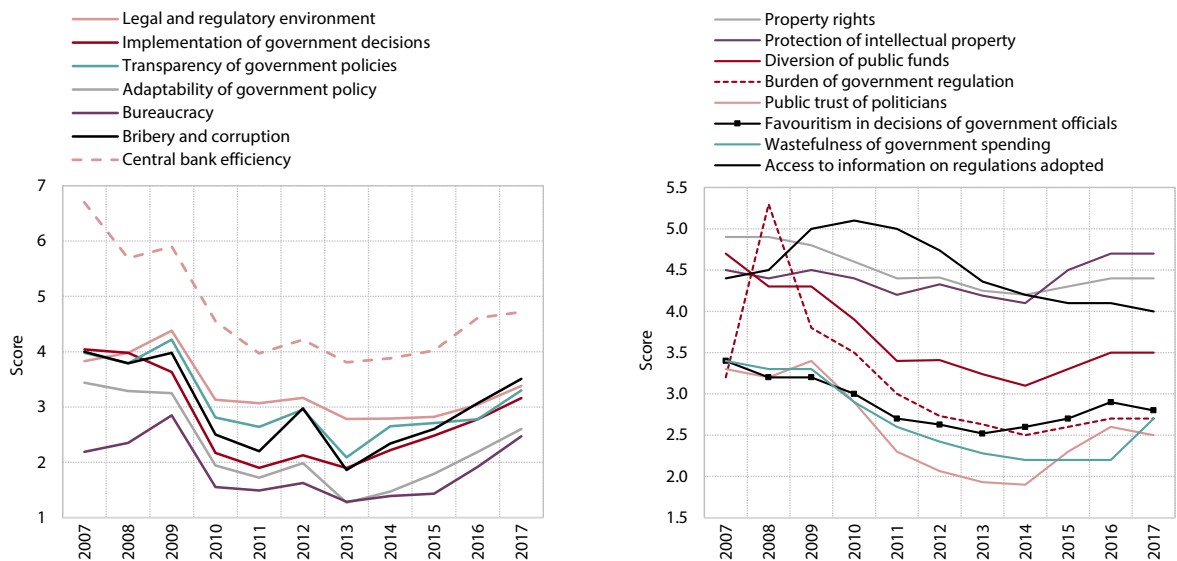 Legal and regulatory environment
Implementation of government decisions
Transparency of government policies
Adaptability of government policy
Bureaucracy
Bribery and corruption
Central bank efficiency
7
6
5
4
3
2
1
Score
2007
2008
2009
2010
2011
2012
2013
2014
2015
2016
2017
Property rights
Protection of intellectual property
Diversion of public funds
Burden of government regulation
Public trust of politicians
Favouritism in decisions of government officials
Wastefulness of government spending
Access to information on regulations adopted
5.5
5.0
4.5
4.0
3.5
3.0
2.5
2.0
1.5
Score
2007
2008
2009
2010
2011
2012
2013
2014
2015
2016
2017